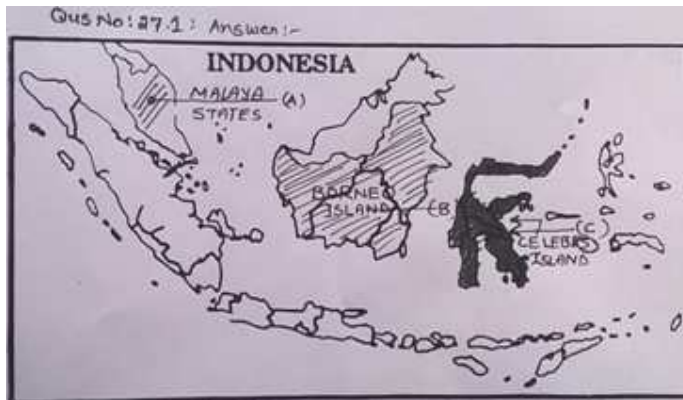 Qus No: 27.1: Answer:-
INDONESIA
MALAYA (A)
STATES
BORNEO
ISLAND (B)
(C)
CELEBES
ISLAND